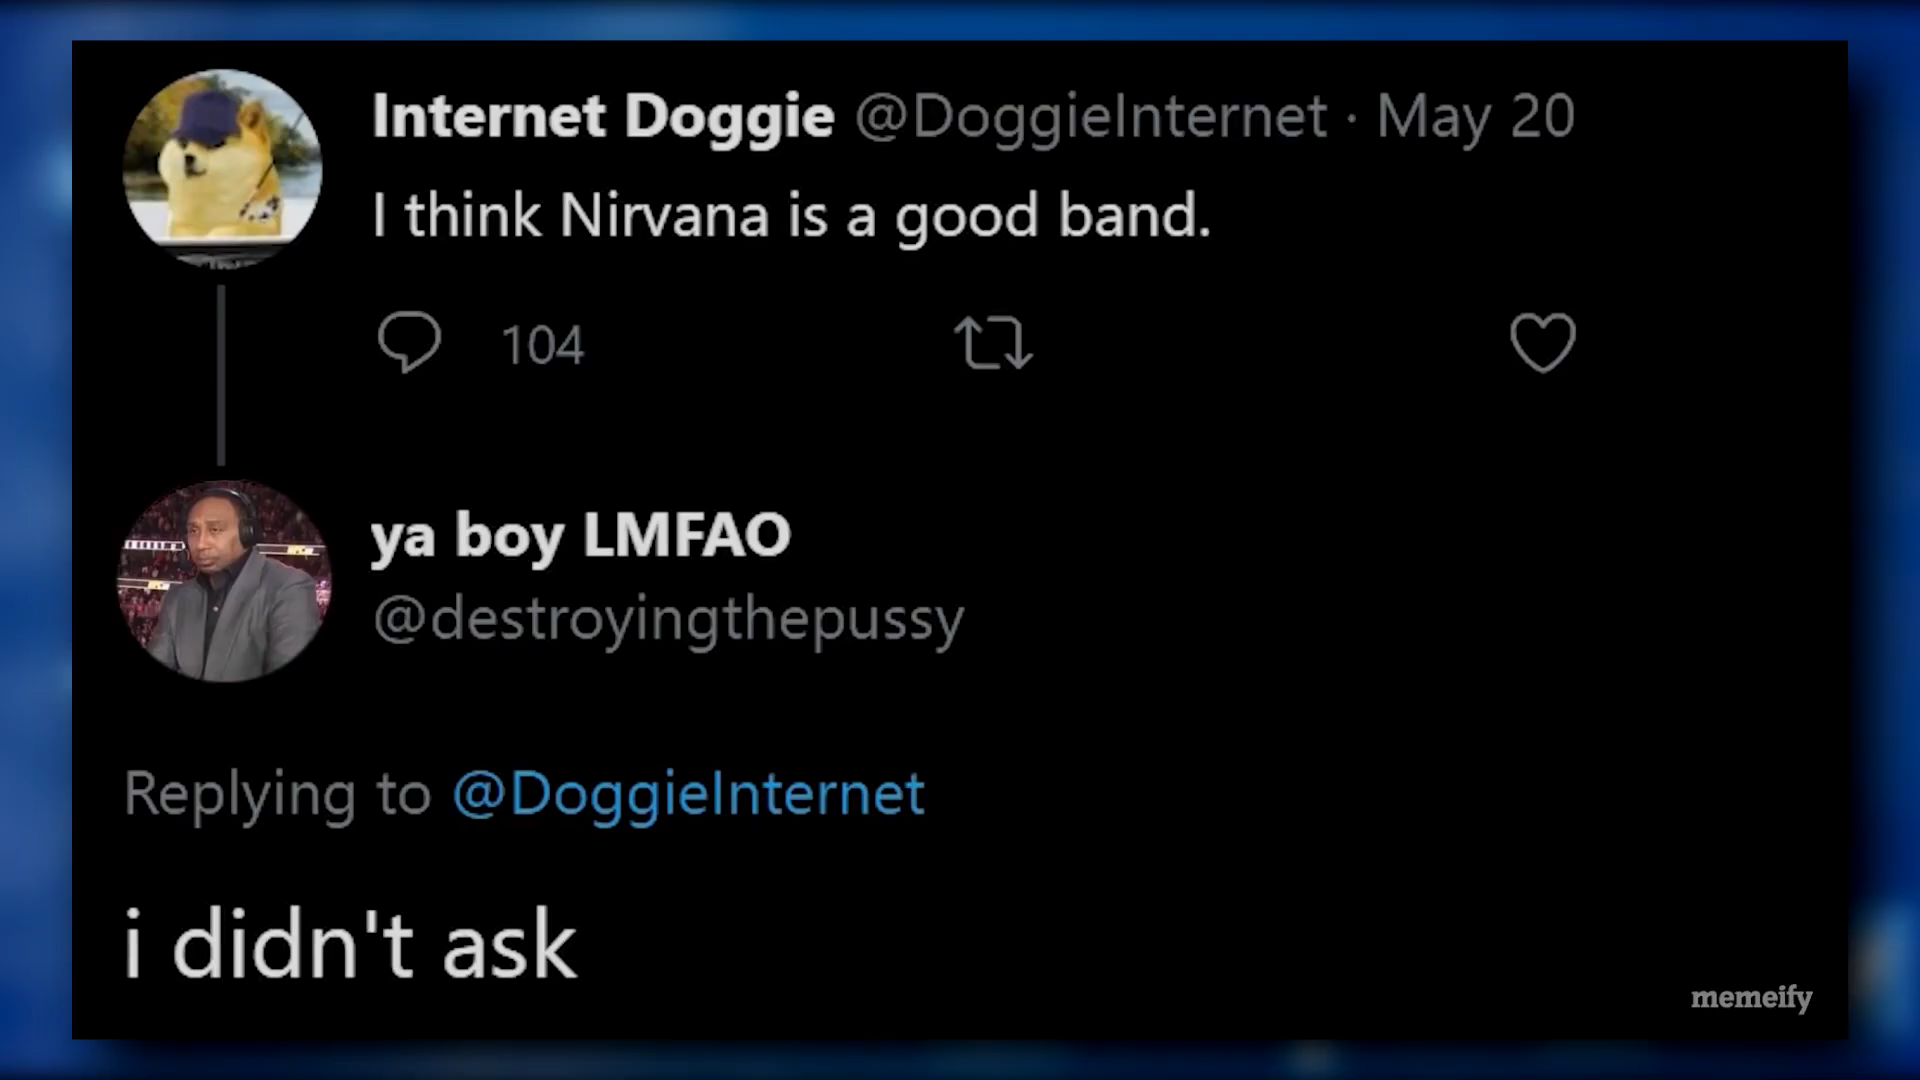 Internet Doggie @DoggieInternet · May 20
I think Nirvana is a good band.
104
ya boy LMFAO
@destroyingthepussy
Replying to @DoggieInternet
i didn't ask
memeify